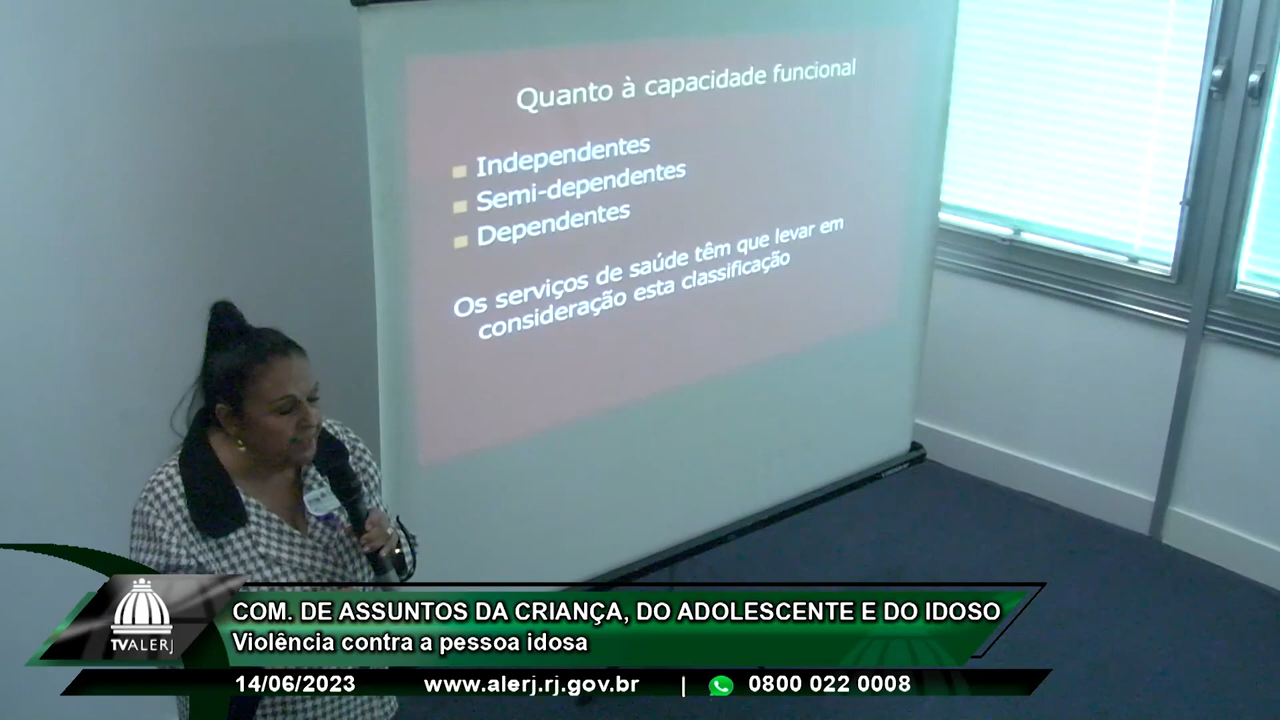 Quanto à capacidade funcional
Independentes
Semi-dependentes
Dependentes
Os serviços de saúde têm que levar em
consideração esta classificação
COM. DE ASSUNTOS DA CRIANÇA, DO ADOLESCENTE E DO IDOSO
Violência contra a pessoa idosa
TVALERJ
14/06/2023 www.alerj.rj.gov.br | 0800 022 0008